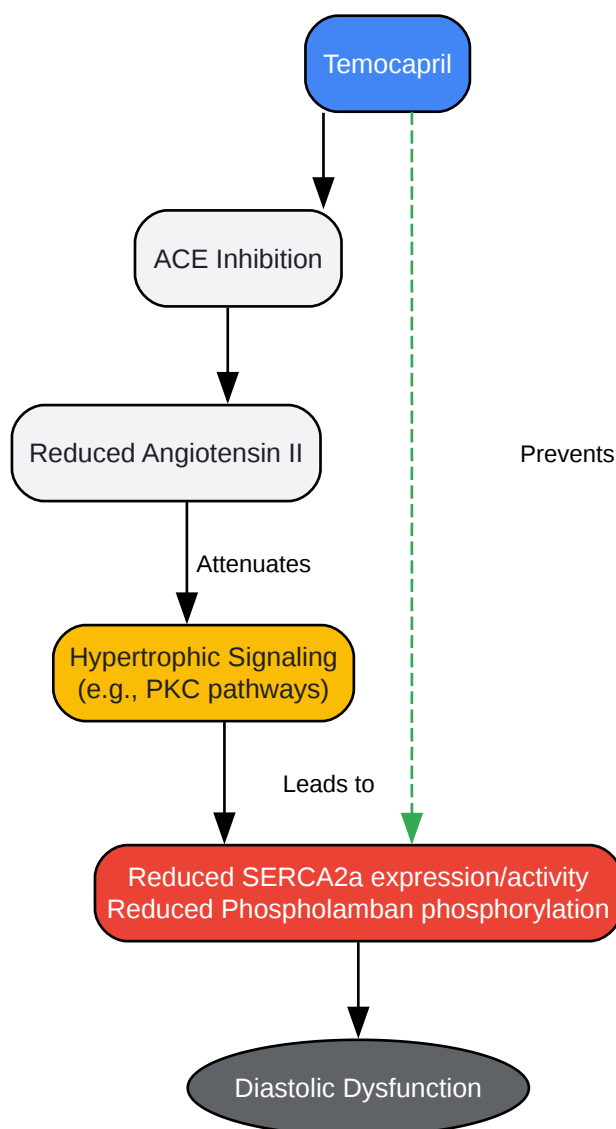 Temocapril
ACE Inhibition
Reduced Angiotensin II
Prevents
Attenuates
Hypertrophic Signaling
(e.g., PKC pathways)
Leads to
Reduced SERCA2a expression/activity
Reduced Phospholamban phosphorylation
Diastolic Dysfunction